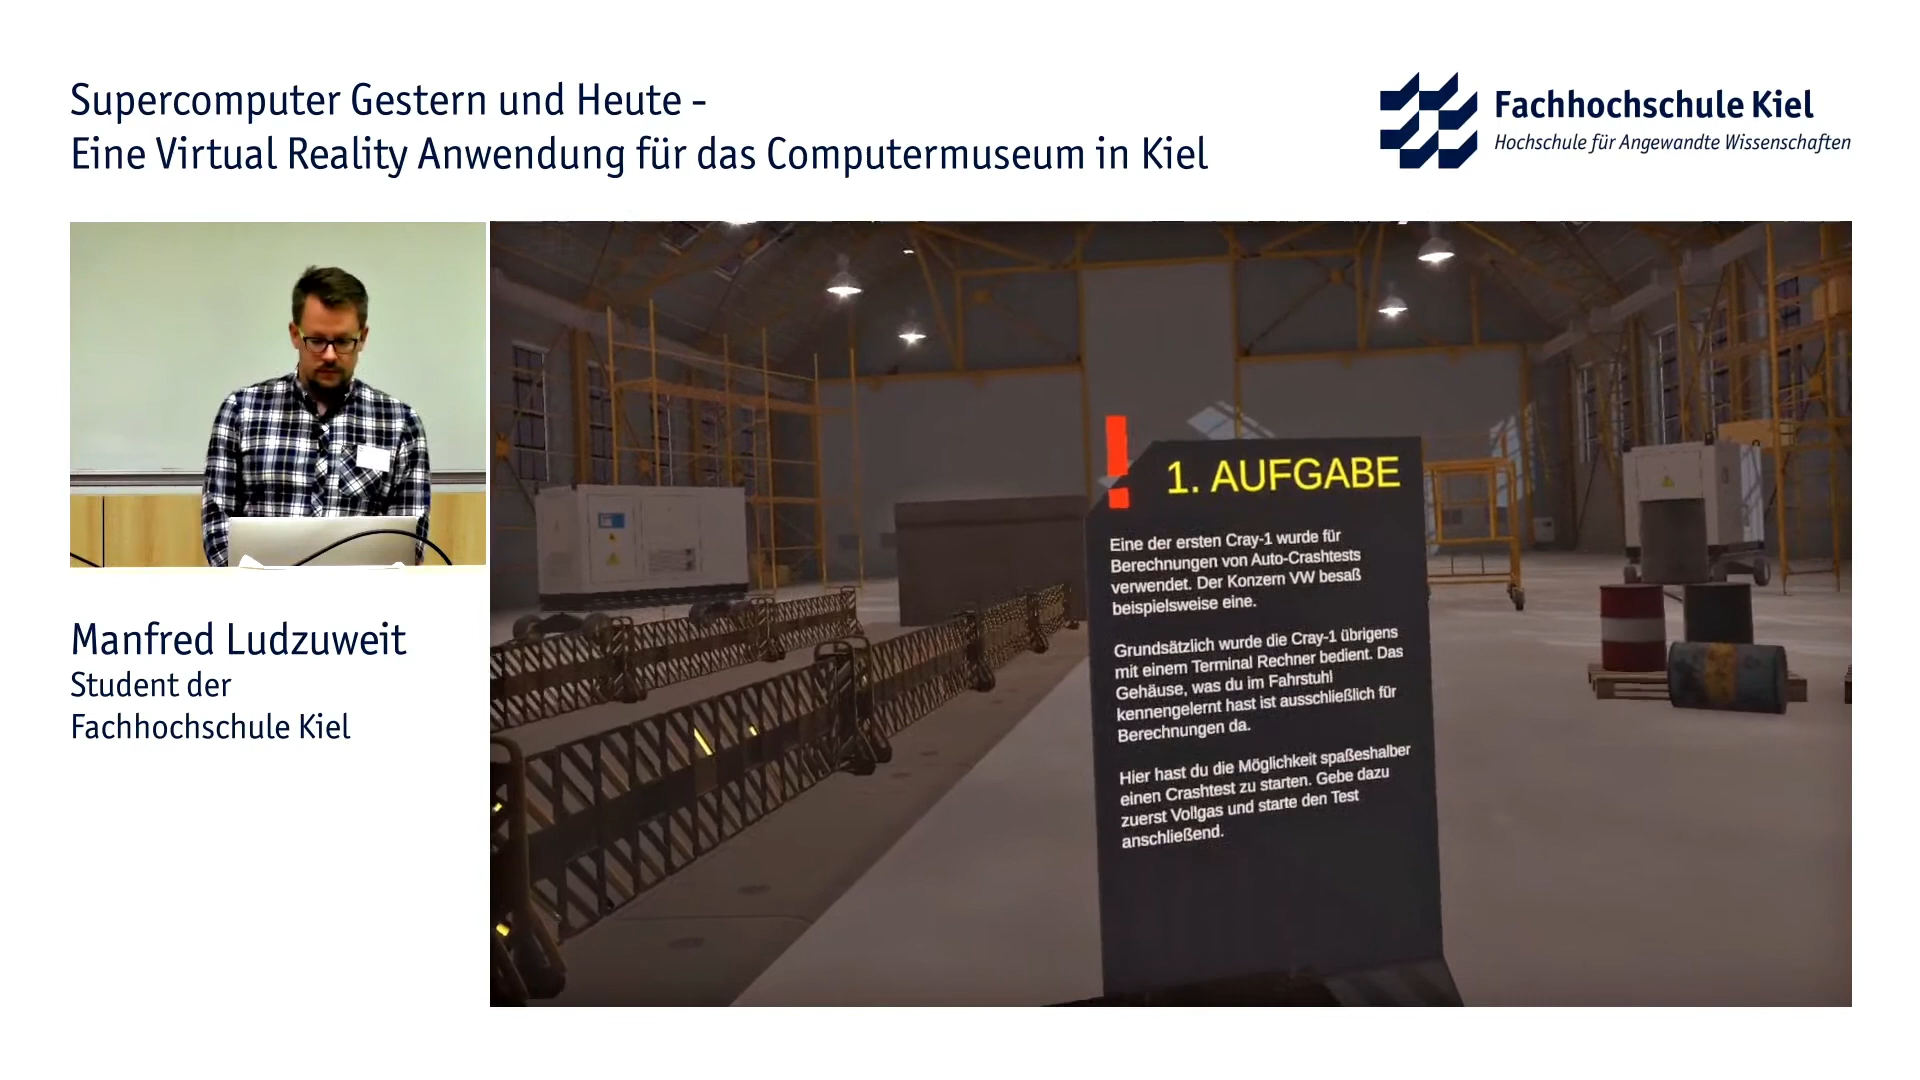 Supercomputer Gestern und Heute -
Eine Virtual Reality Anwendung für das Computermuseum in Kiel
Fachhochschule Kiel
Hochschule für Angewandte Wissenschaften
Manfred Ludzuweit
Student der
Fachhochschule Kiel
1. AUFGABE
Eine der ersten Cray-1 wurde für
Berechnungen von Auto-Crashtests
verwendet. Der Konzern VW besaß
beispielsweise eine.
Grundsätzlich wurde die Cray-1 übrigens
mit einem Terminal Rechner bedient. Das
Gehäuse, was du im Fahrstuhl
kennengelernt hast ist ausschließlich für
Berechnungen da.
Hier hast du die Möglichkeit spaßeshalber
einen Crashtest zu starten. Gebe dazu
zuerst Vollgas und starte den Test
anschließend.